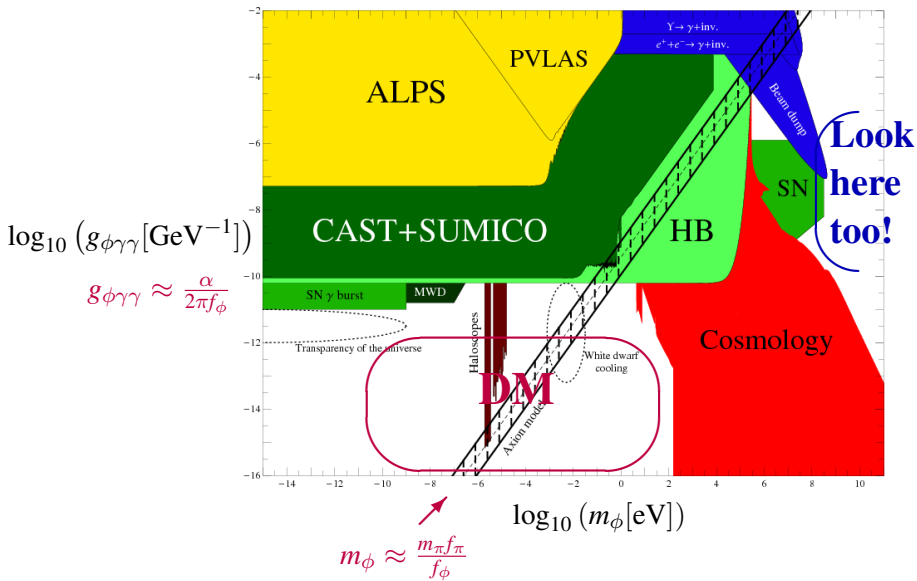 −2
−4
−6
−8
−10
−12
−14
−16
−14
−12
−10
−8
−6
−4
−2
0
2
4
6
8
10
log₁₀ (g_ϕγγ[GeV⁻¹])
g_ϕγγ ≈ α/2πf_ϕ
ALPS
PVLAS
ϒ→ γ+inv.
e⁺+e⁻→ γ+inv.
Beam dump
Look
here
too!
CAST+SUMICO
HB
SN
SN γ burst
MWD
Transparency of the universe
Haloscopes
White dwarf
cooling
DM
Axion model
Cosmology
log₁₀ (m_ϕ[eV])
m_ϕ ≈ m_πf_π/f_ϕ